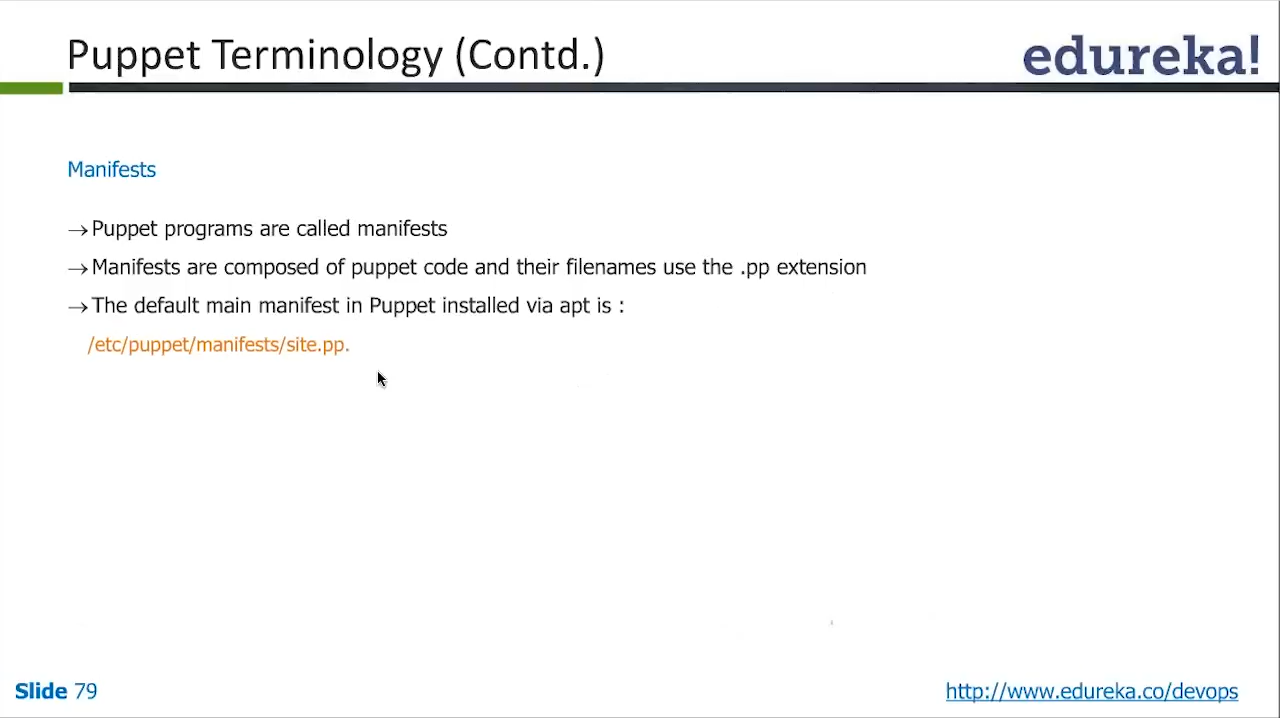 Puppet Terminology (Contd.)
edureka!
Manifests
→Puppet programs are called manifests
→Manifests are composed of puppet code and their filenames use the .pp extension
→The default main manifest in Puppet installed via apt is :
/etc/puppet/manifests/site.pp.
Slide 79
http://www.edureka.co/devops